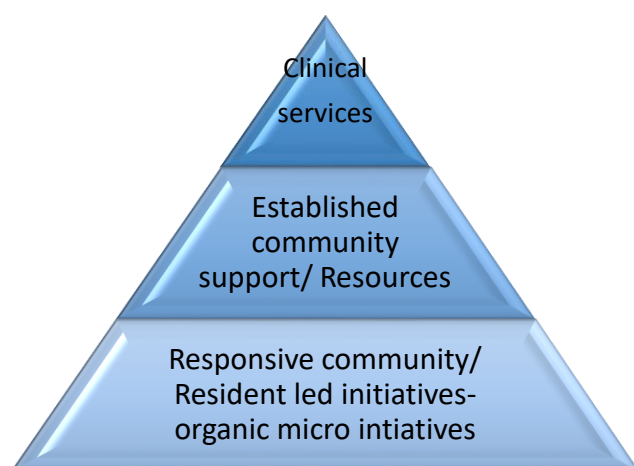 Clinical
services
Established
community
support/ Resources
Responsive community/
Resident led initiatives-
organic micro intiatives